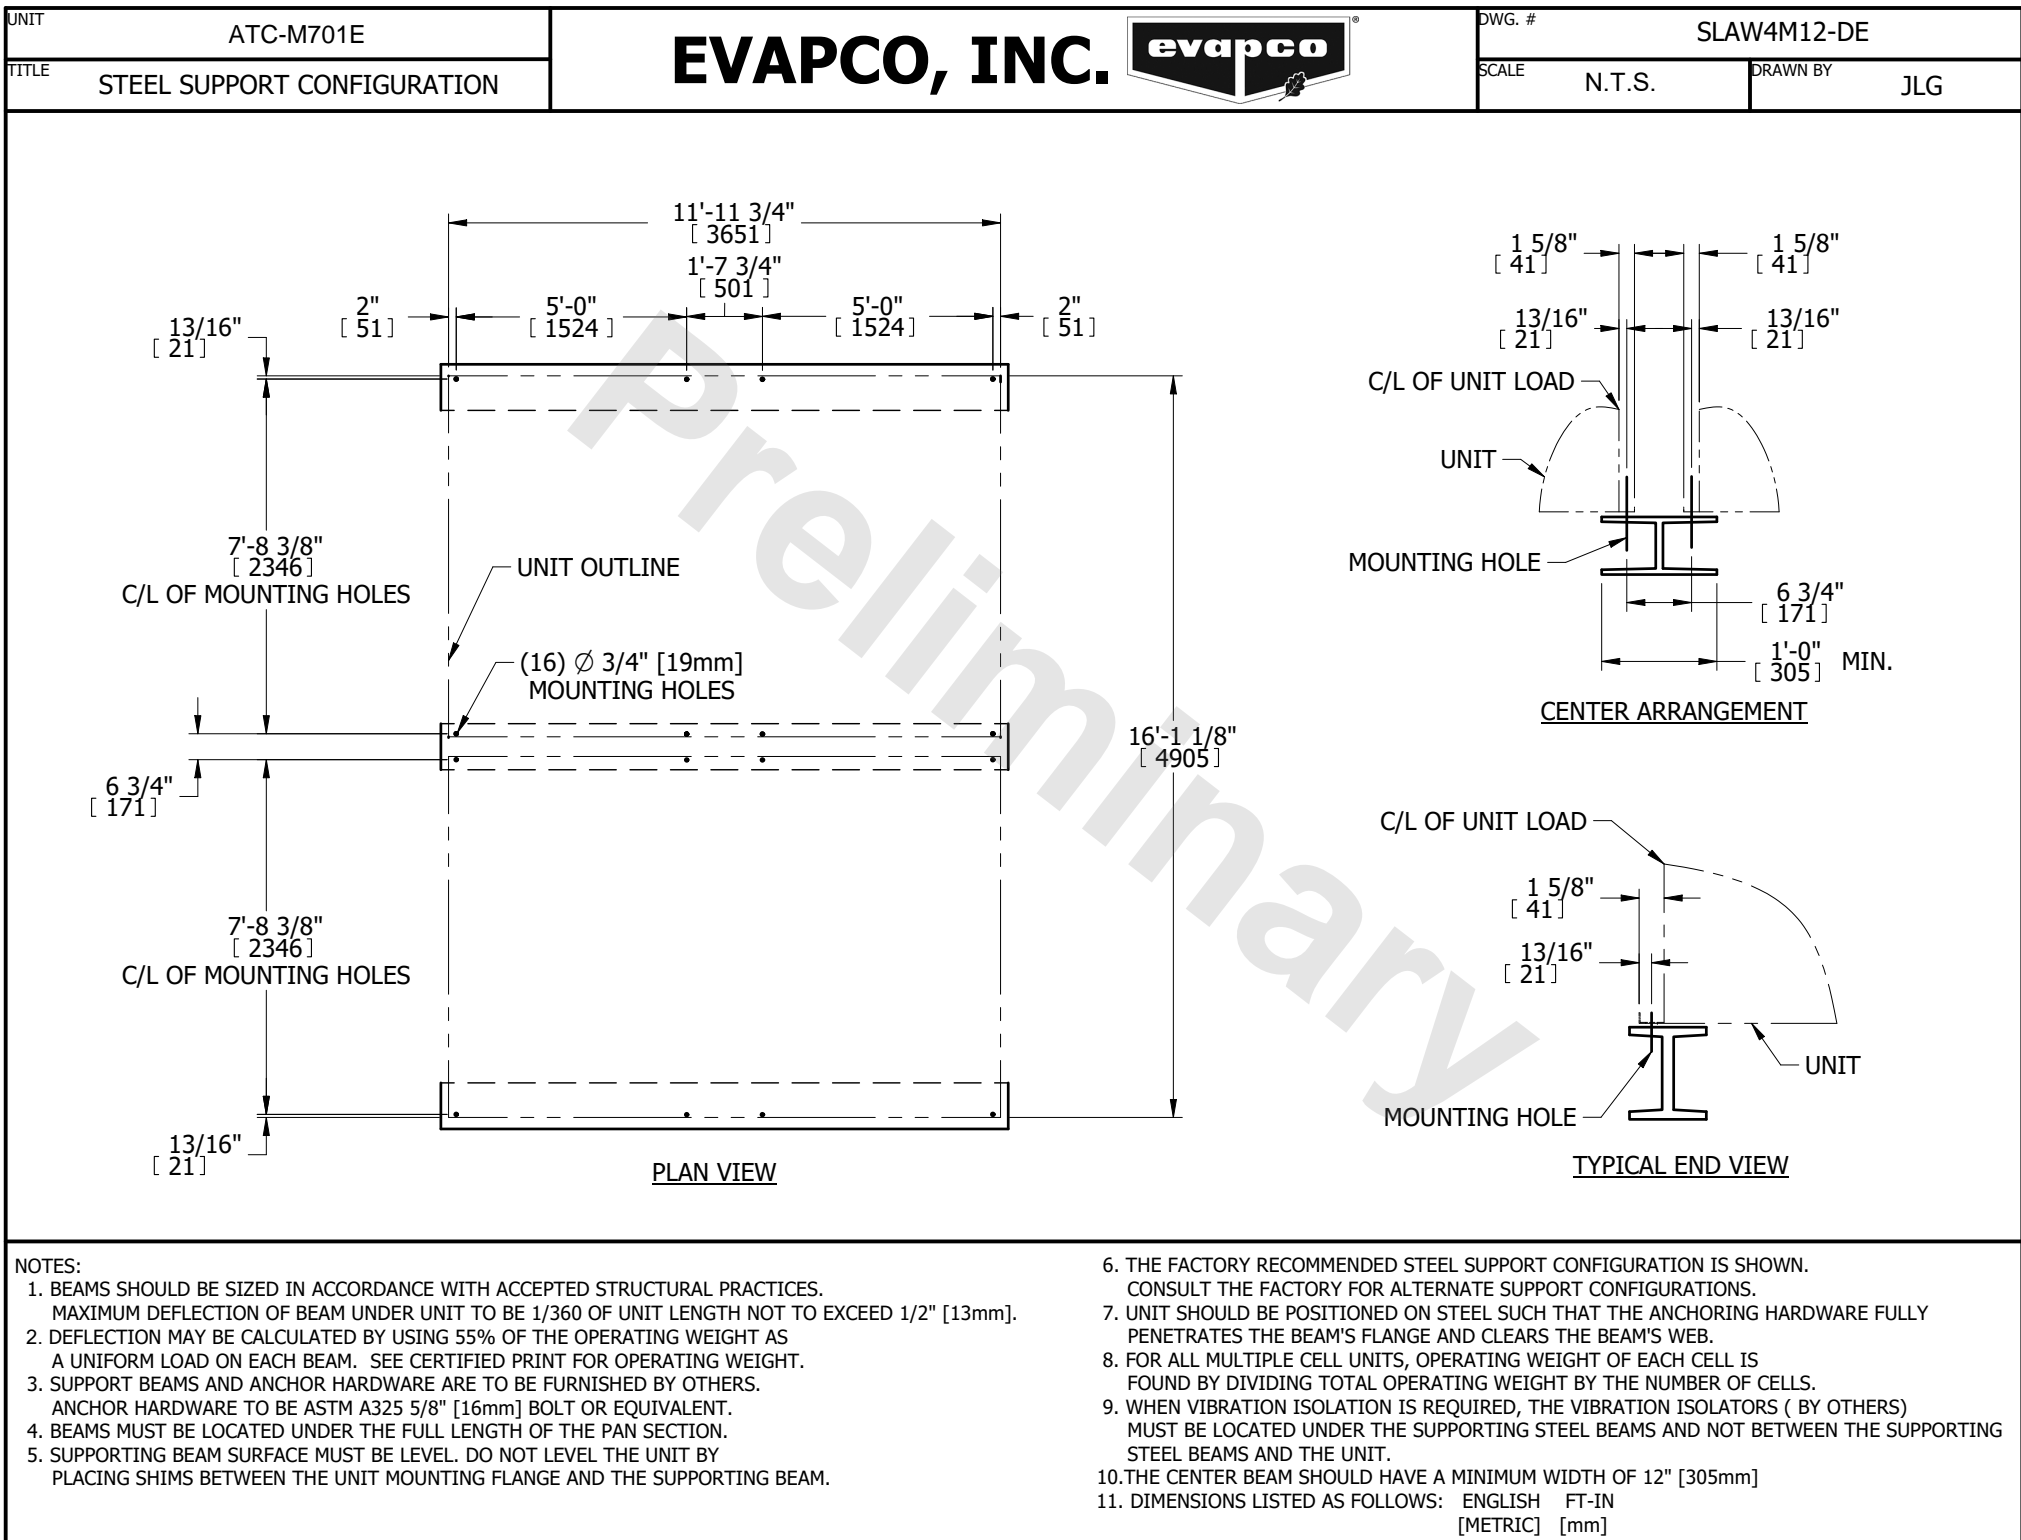 UNIT
ATC-M701E
TITLE
STEEL SUPPORT CONFIGURATION
EVAPCO, INC.
evapco
®
DWG. #
SLAW4M12-DE
SCALE
N.T.S.
DRAWN BY
JLG
11'-11 3/4"
[ 3651 ]
1'-7 3/4"
[ 501 ]
2"
[ 51 ]
5'-0"
[ 1524 ]
5'-0"
[ 1524 ]
2"
[ 51 ]
13/16"
[ 21 ]
7'-8 3/8"
[ 2346 ]
C/L OF MOUNTING HOLES
UNIT OUTLINE
(16) Ø 3/4" [19mm]
MOUNTING HOLES
6 3/4"
[ 171 ]
16'-1 1/8"
[ 4905 ]
7'-8 3/8"
[ 2346 ]
C/L OF MOUNTING HOLES
13/16"
[ 21 ]
PLAN VIEW
Preliminary
1 5/8"
[ 41 ]
1 5/8"
[ 41 ]
13/16"
[ 21 ]
13/16"
[ 21 ]
C/L OF UNIT LOAD
UNIT
MOUNTING HOLE
6 3/4"
[ 171 ]
1'-0"
[ 305 ]
MIN.
CENTER ARRANGEMENT
C/L OF UNIT LOAD
1 5/8"
[ 41 ]
13/16"
[ 21 ]
UNIT
MOUNTING HOLE
TYPICAL END VIEW
NOTES:
1. BEAMS SHOULD BE SIZED IN ACCORDANCE WITH ACCEPTED STRUCTURAL PRACTICES.
MAXIMUM DEFLECTION OF BEAM UNDER UNIT TO BE 1/360 OF UNIT LENGTH NOT TO EXCEED 1/2" [13mm].
2. DEFLECTION MAY BE CALCULATED BY USING 55% OF THE OPERATING WEIGHT AS
A UNIFORM LOAD ON EACH BEAM. SEE CERTIFIED PRINT FOR OPERATING WEIGHT.
3. SUPPORT BEAMS AND ANCHOR HARDWARE ARE TO BE FURNISHED BY OTHERS.
ANCHOR HARDWARE TO BE ASTM A325 5/8" [16mm] BOLT OR EQUIVALENT.
4. BEAMS MUST BE LOCATED UNDER THE FULL LENGTH OF THE PAN SECTION.
5. SUPPORTING BEAM SURFACE MUST BE LEVEL. DO NOT LEVEL THE UNIT BY
PLACING SHIMS BETWEEN THE UNIT MOUNTING FLANGE AND THE SUPPORTING BEAM.
6. THE FACTORY RECOMMENDED STEEL SUPPORT CONFIGURATION IS SHOWN.
CONSULT THE FACTORY FOR ALTERNATE SUPPORT CONFIGURATIONS.
7. UNIT SHOULD BE POSITIONED ON STEEL SUCH THAT THE ANCHORING HARDWARE FULLY
PENETRATES THE BEAM'S FLANGE AND CLEARS THE BEAM'S WEB.
8. FOR ALL MULTIPLE CELL UNITS, OPERATING WEIGHT OF EACH CELL IS
FOUND BY DIVIDING TOTAL OPERATING WEIGHT BY THE NUMBER OF CELLS.
9. WHEN VIBRATION ISOLATION IS REQUIRED, THE VIBRATION ISOLATORS ( BY OTHERS)
MUST BE LOCATED UNDER THE SUPPORTING STEEL BEAMS AND NOT BETWEEN THE SUPPORTING
STEEL BEAMS AND THE UNIT.
10.THE CENTER BEAM SHOULD HAVE A MINIMUM WIDTH OF 12" [305mm]
11. DIMENSIONS LISTED AS FOLLOWS: ENGLISH FT-IN
[METRIC] [mm]